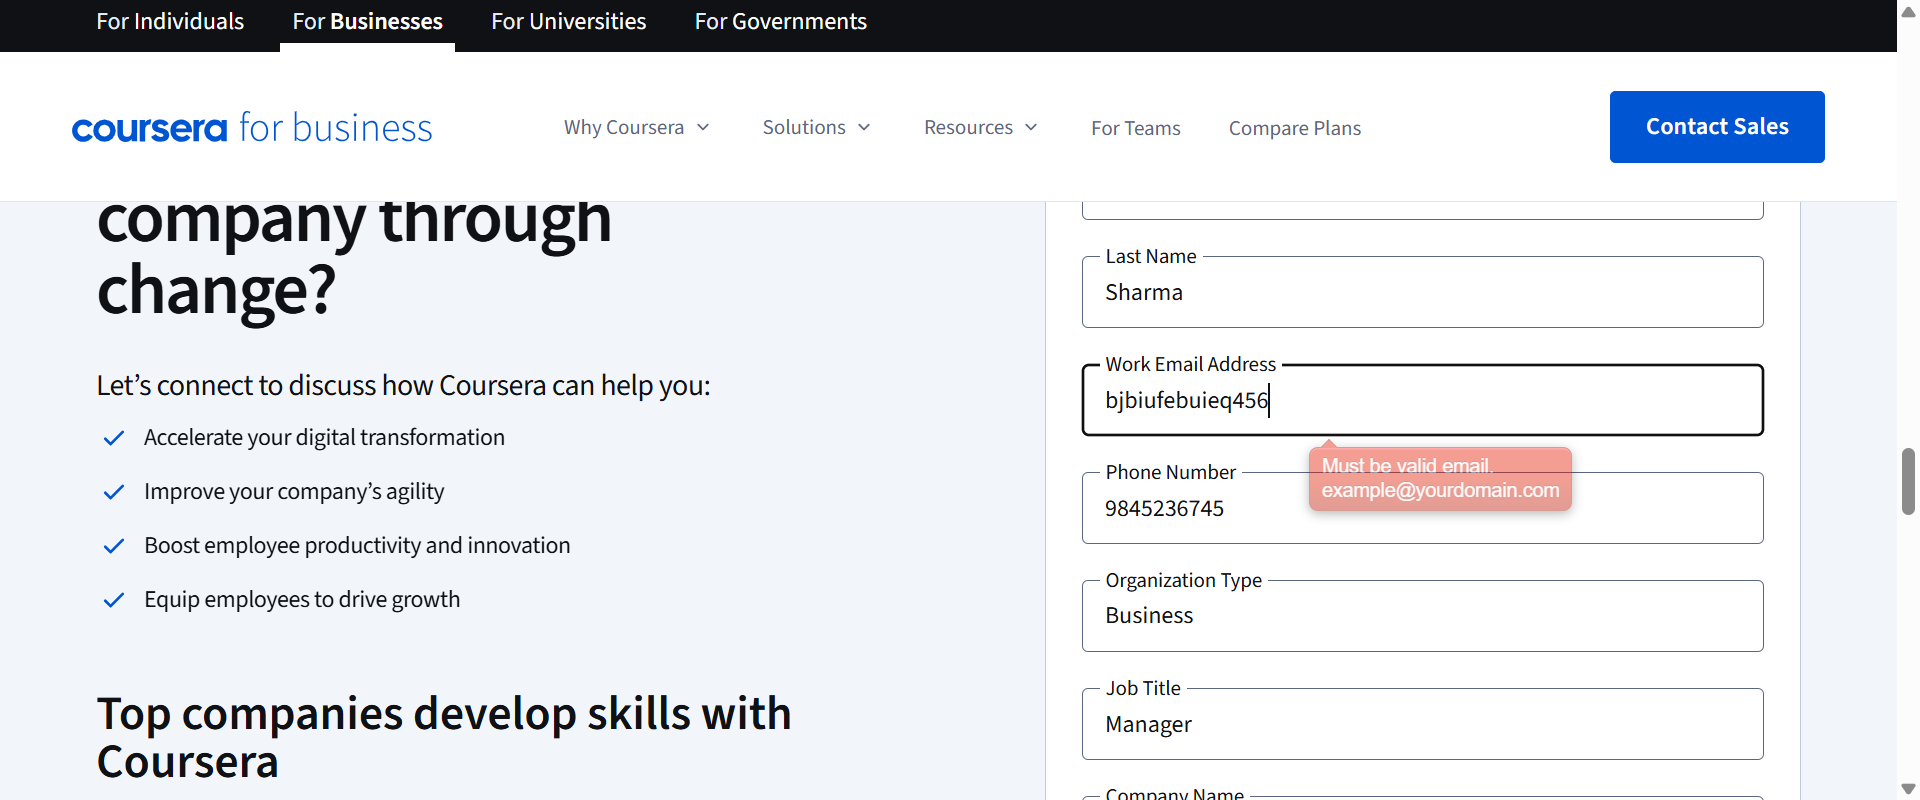 For Individuals
For Businesses
For Universities
For Governments
coursera for business
Why Coursera
Solutions
Resources
For Teams
Compare Plans
Contact Sales
company through
change?
Let’s connect to discuss how Coursera can help you:
Accelerate your digital transformation
Improve your company’s agility
Boost employee productivity and innovation
Equip employees to drive growth
Top companies develop skills with
Coursera
Last Name
Sharma
Work Email Address
bjbiufebuieq456
Must be valid email.
example@yourdomain.com
Phone Number
9845236745
Organization Type
Business
Job Title
Manager
Company Name